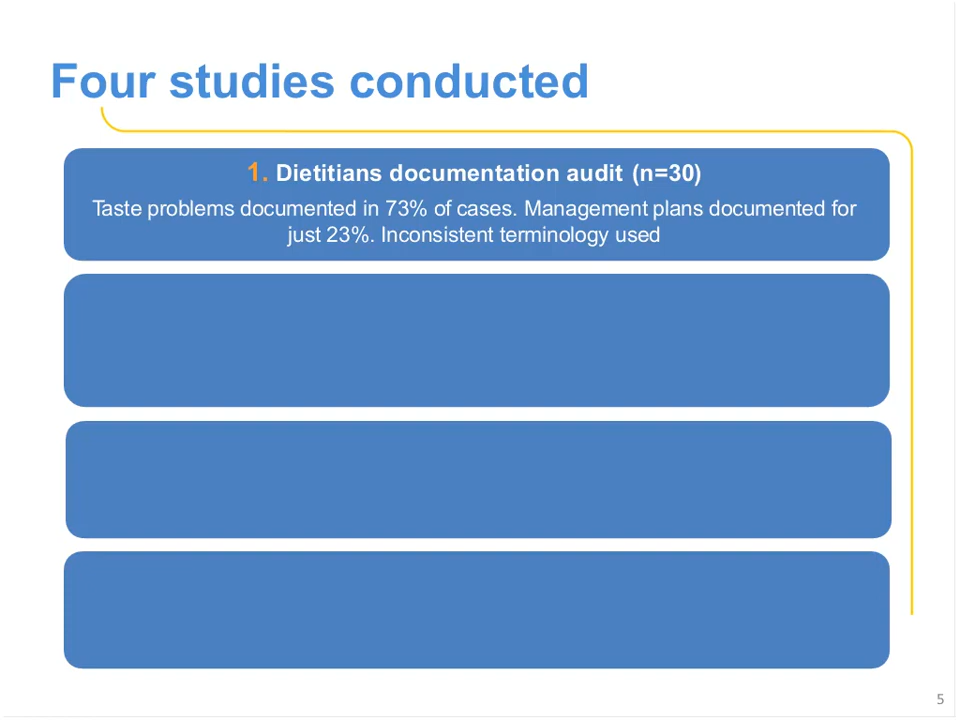 Four studies conducted
1. Dietitians documentation audit (n=30)
Taste problems documented in 73% of cases. Management plans documented for
just 23%. Inconsistent terminology used
5